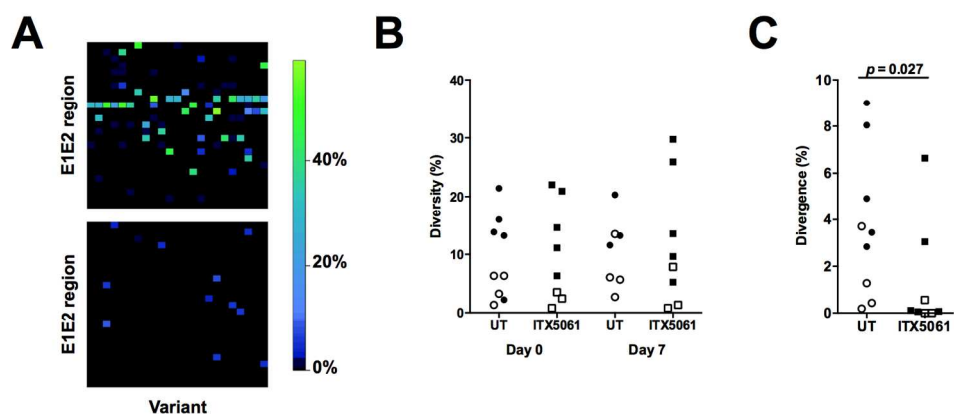 A
E1E2 region
40%
20%
0%
E1E2 region
Variant
B
Diversity (%)
40
30
20
10
0
UT ITX5061 UT ITX5061
Day 0 Day 7
C
p = 0.027
Divergence (%)
10
8
6
4
2
0
UT ITX5061